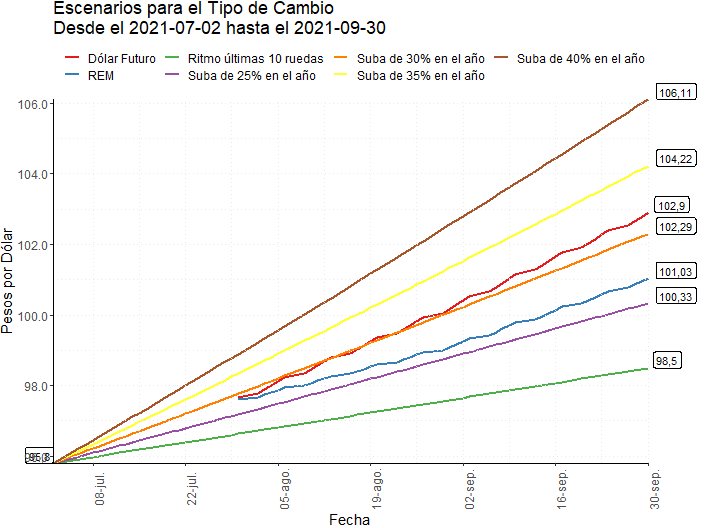 Escenarios para el Tipo de Cambio
Desde el 2021-07-02 hasta el 2021-09-30
Dólar Futuro
Ritmo últimas 10 ruedas
Suba de 30% en el año
Suba de 40% en el año
REM
Suba de 25% en el año
Suba de 35% en el año
106,11
106.0
104,22
104.0
102,9
102,29
102.0
101,03
100,33
100.0
98,5
98.0
Pesos por Dólar
08-jul.
22-jul.
05-ago.
19-ago.
02-sep.
16-sep.
30-sep.
Fecha